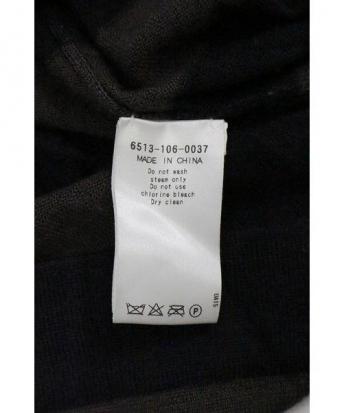 6513-106-0037
MADE IN CHINA
Do not wash
steam only
Do not use
chlorine bleach
Dry clean
P